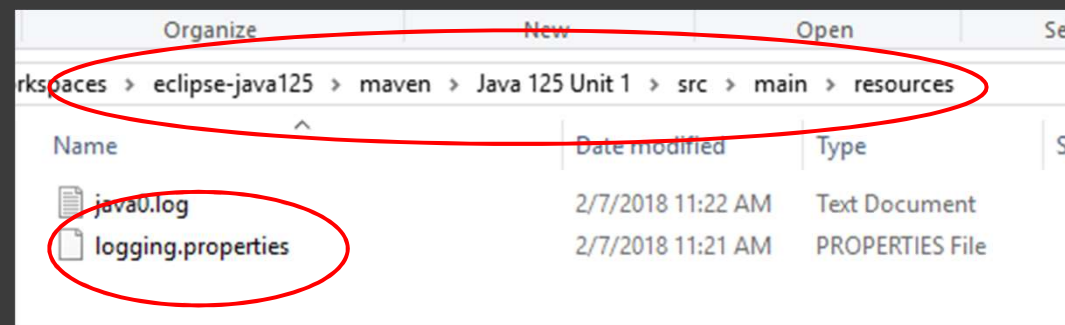 Organize New Open Se
rkspaces > eclipse-java125 > maven > Java 125 Unit 1 > src > main > resources
Name Date modified Type S
java0.log 2/7/2018 11:22 AM Text Document
logging.properties 2/7/2018 11:21 AM PROPERTIES File